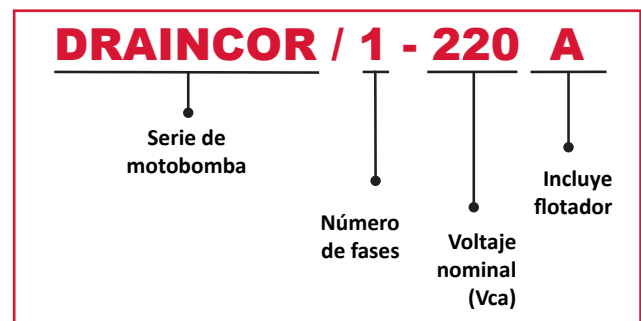 DRAINCOR / 1 - 220 A
Serie de
motobomba
Número
de fases
Voltaje
nominal
(Vca)
Incluye
flotador